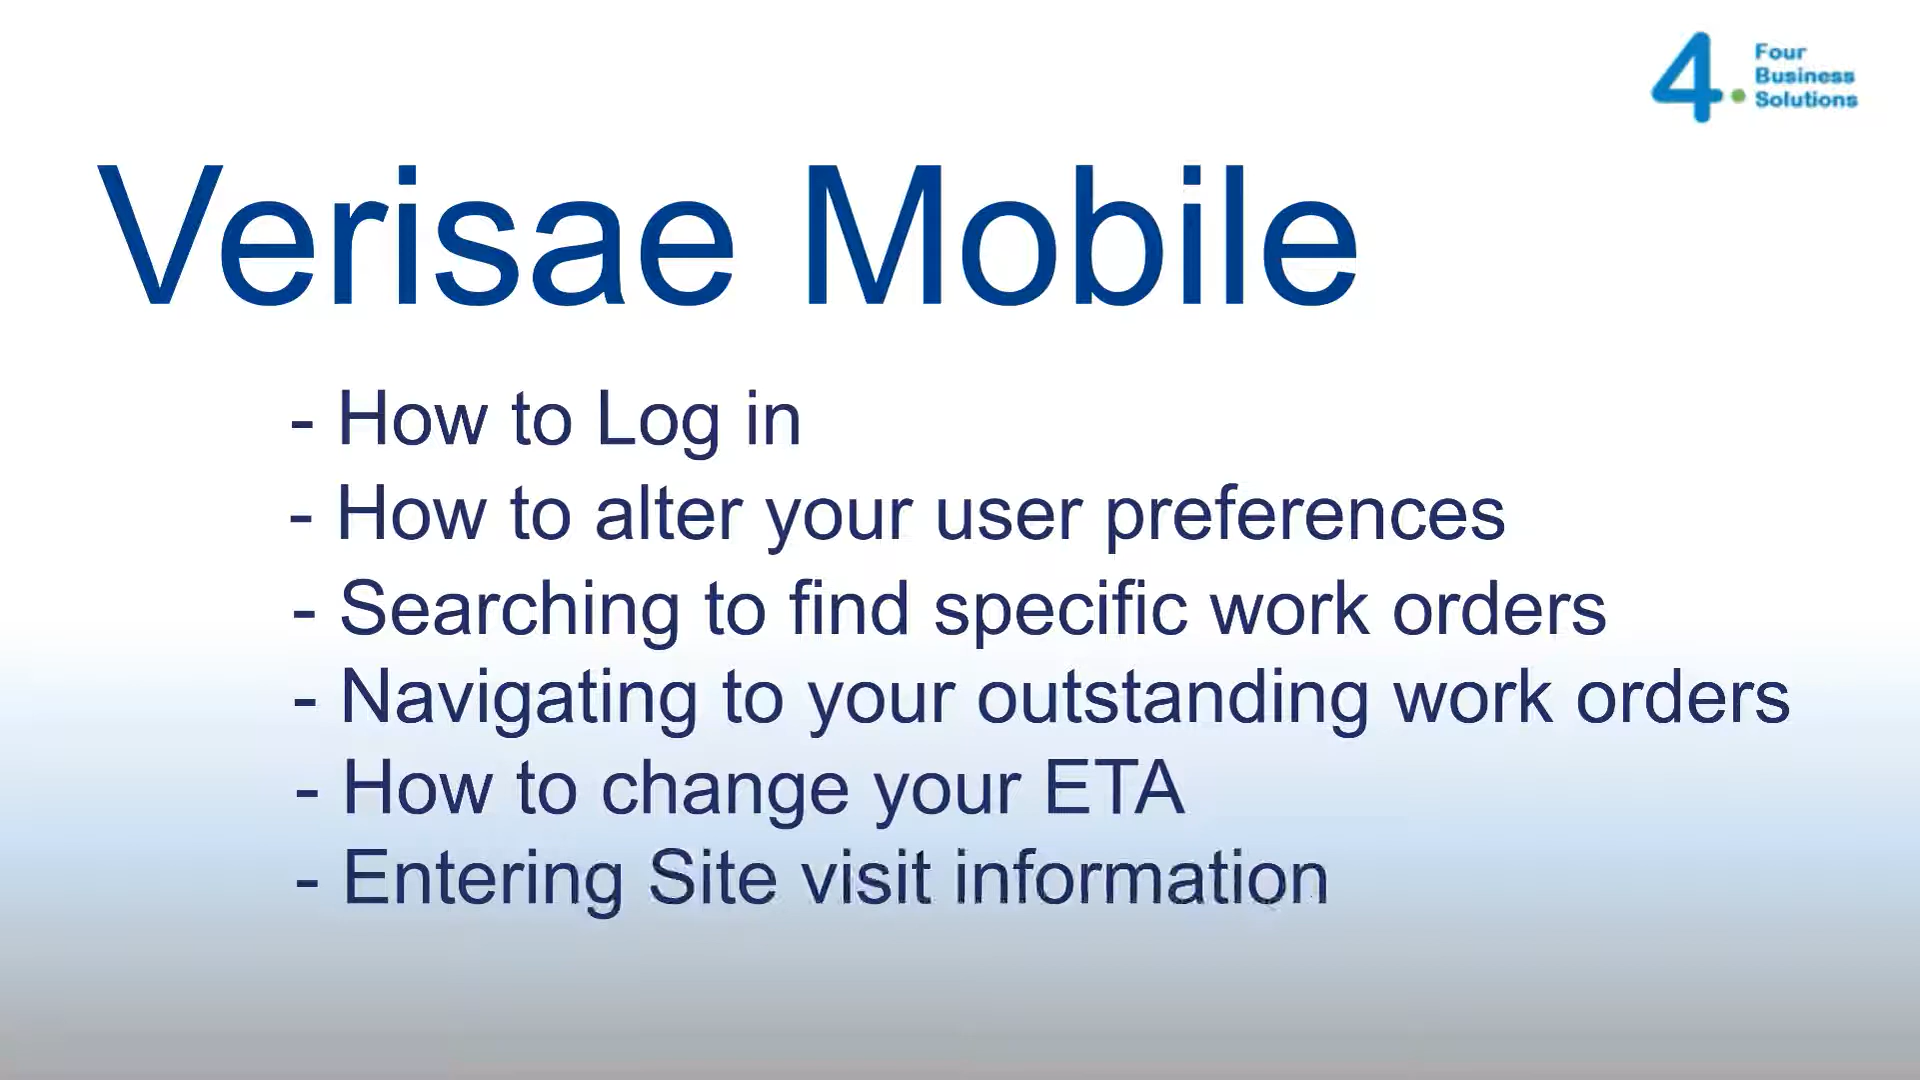 4.
Four
Business
Solutions
Verisae Mobile
- How to Log in
- How to alter your user preferences
- Searching to find specific work orders
- Navigating to your outstanding work orders
- How to change your ETA
- Entering Site visit information